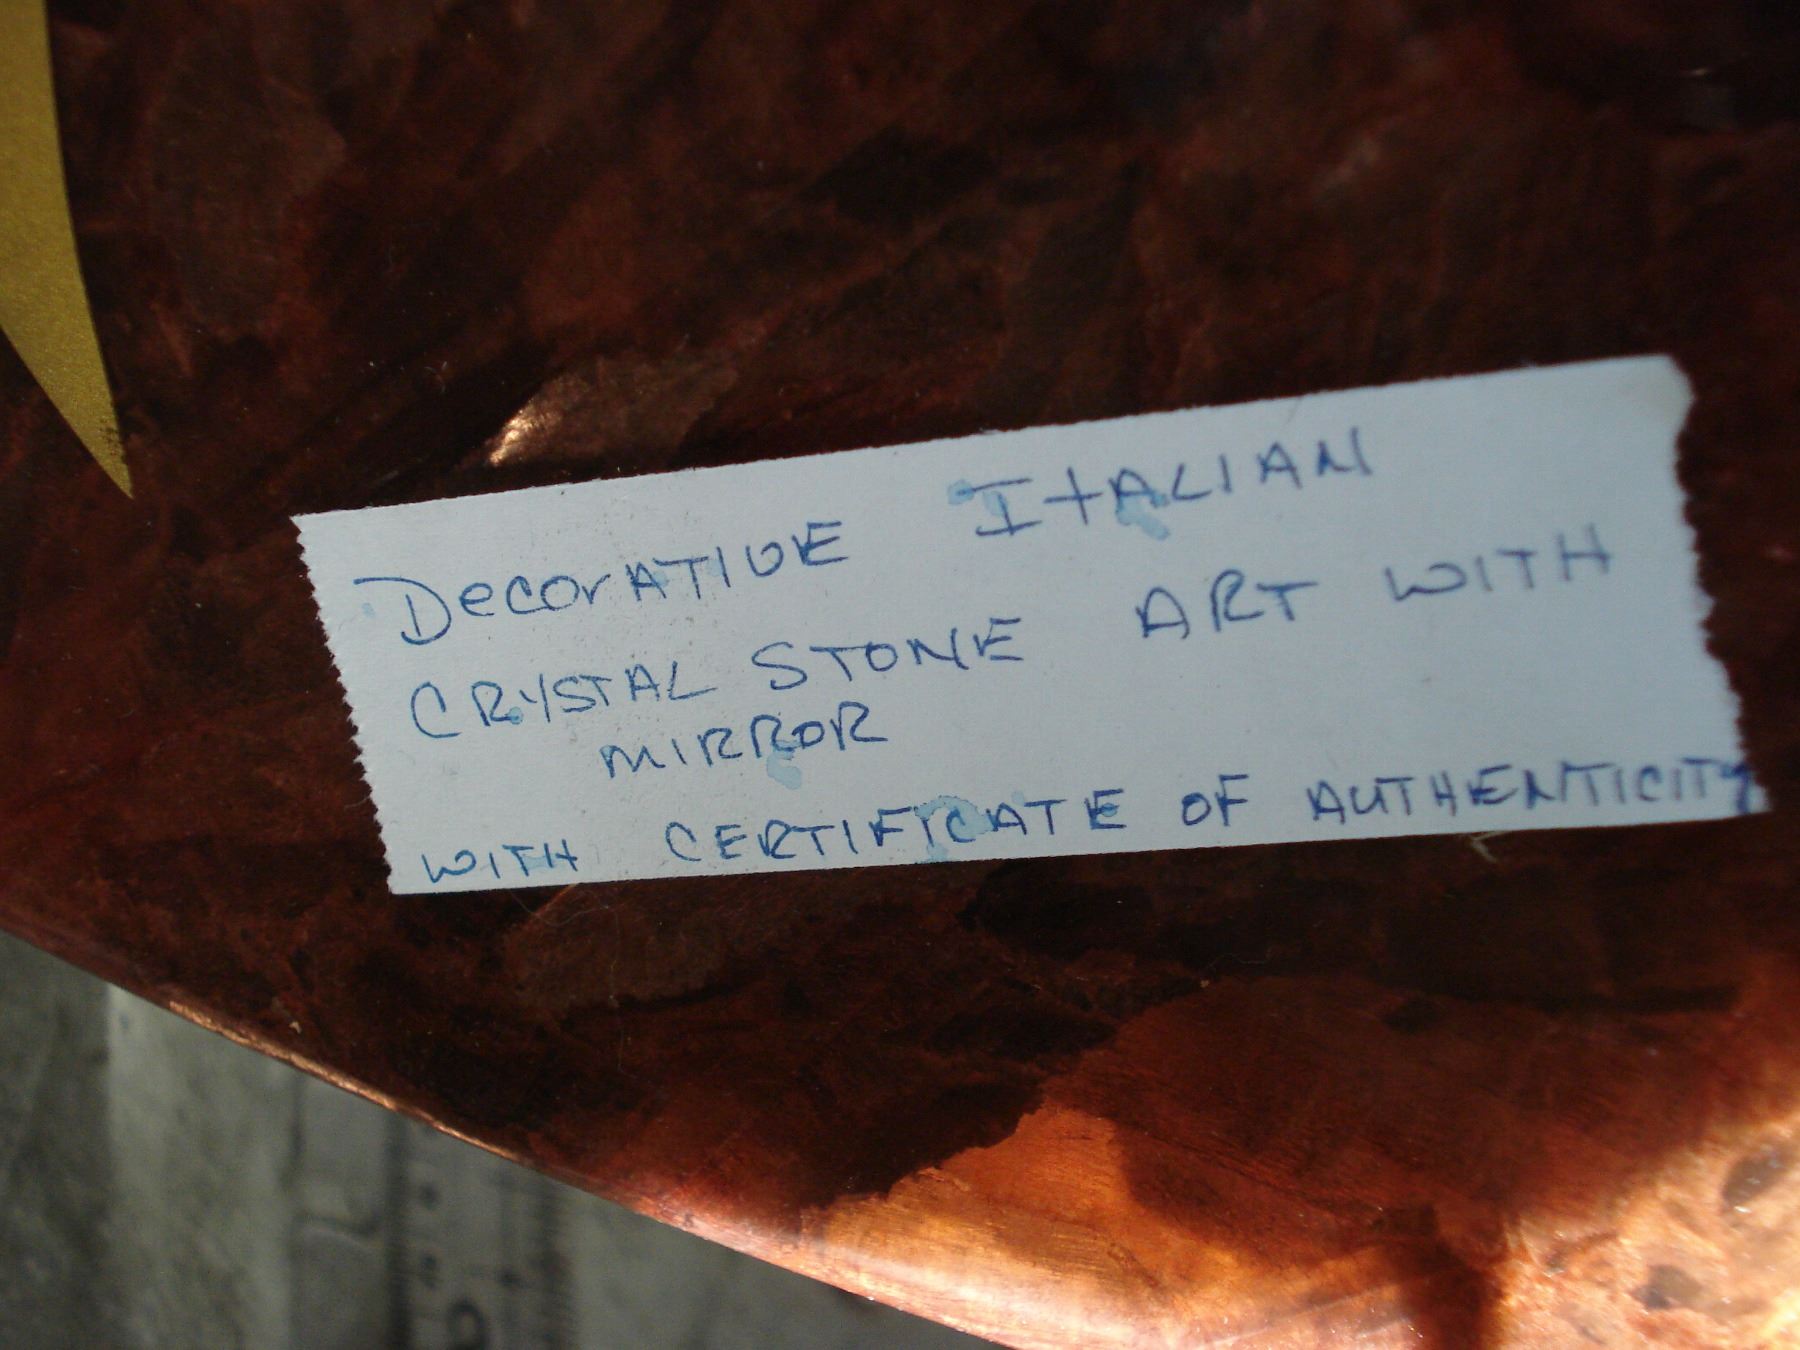 Decorative Italian
Crystal Stone Art with
Mirror
with Certificate of Authenticity